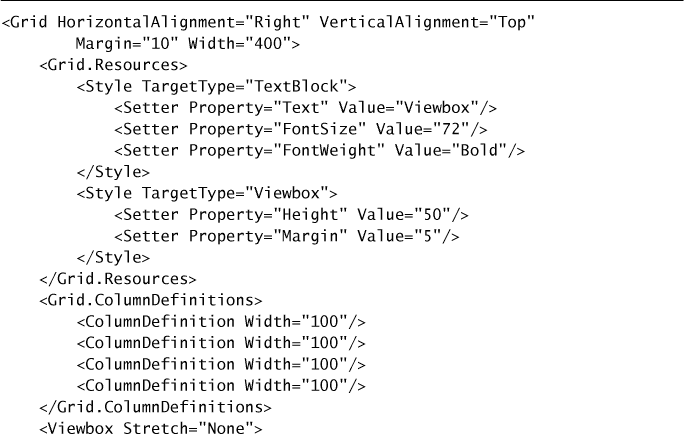 <Grid HorizontalAlignment="Right" VerticalAlignment="Top"
        Margin="10" Width="400">
    <Grid.Resources>
        <Style TargetType="TextBlock">
            <Setter Property="Text" Value="Viewbox"/>
            <Setter Property="FontSize" Value="72"/>
            <Setter Property="FontWeight" Value="Bold"/>
        </Style>
        <Style TargetType="Viewbox">
            <Setter Property="Height" Value="50"/>
            <Setter Property="Margin" Value="5"/>
        </Style>
    </Grid.Resources>
    <Grid.ColumnDefinitions>
        <ColumnDefinition Width="100"/>
        <ColumnDefinition Width="100"/>
        <ColumnDefinition Width="100"/>
        <ColumnDefinition Width="100"/>
    </Grid.ColumnDefinitions>
    <Viewbox Stretch="None">